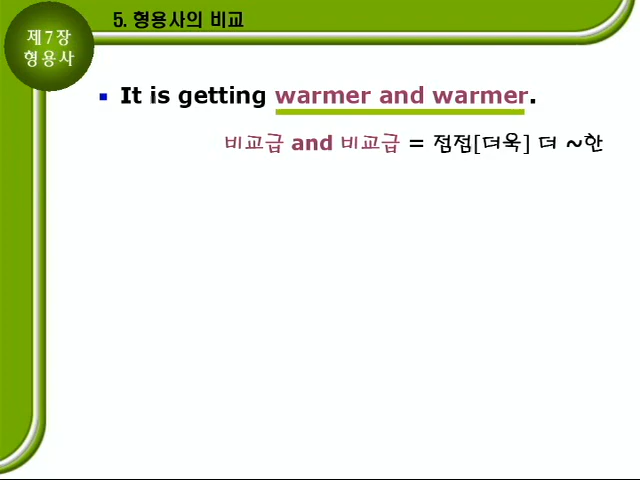 5. 형용사의 비교
제7장
형용사
It is getting warmer and warmer.
비교급 and 비교급 = 점점[더욱] 더 ~한